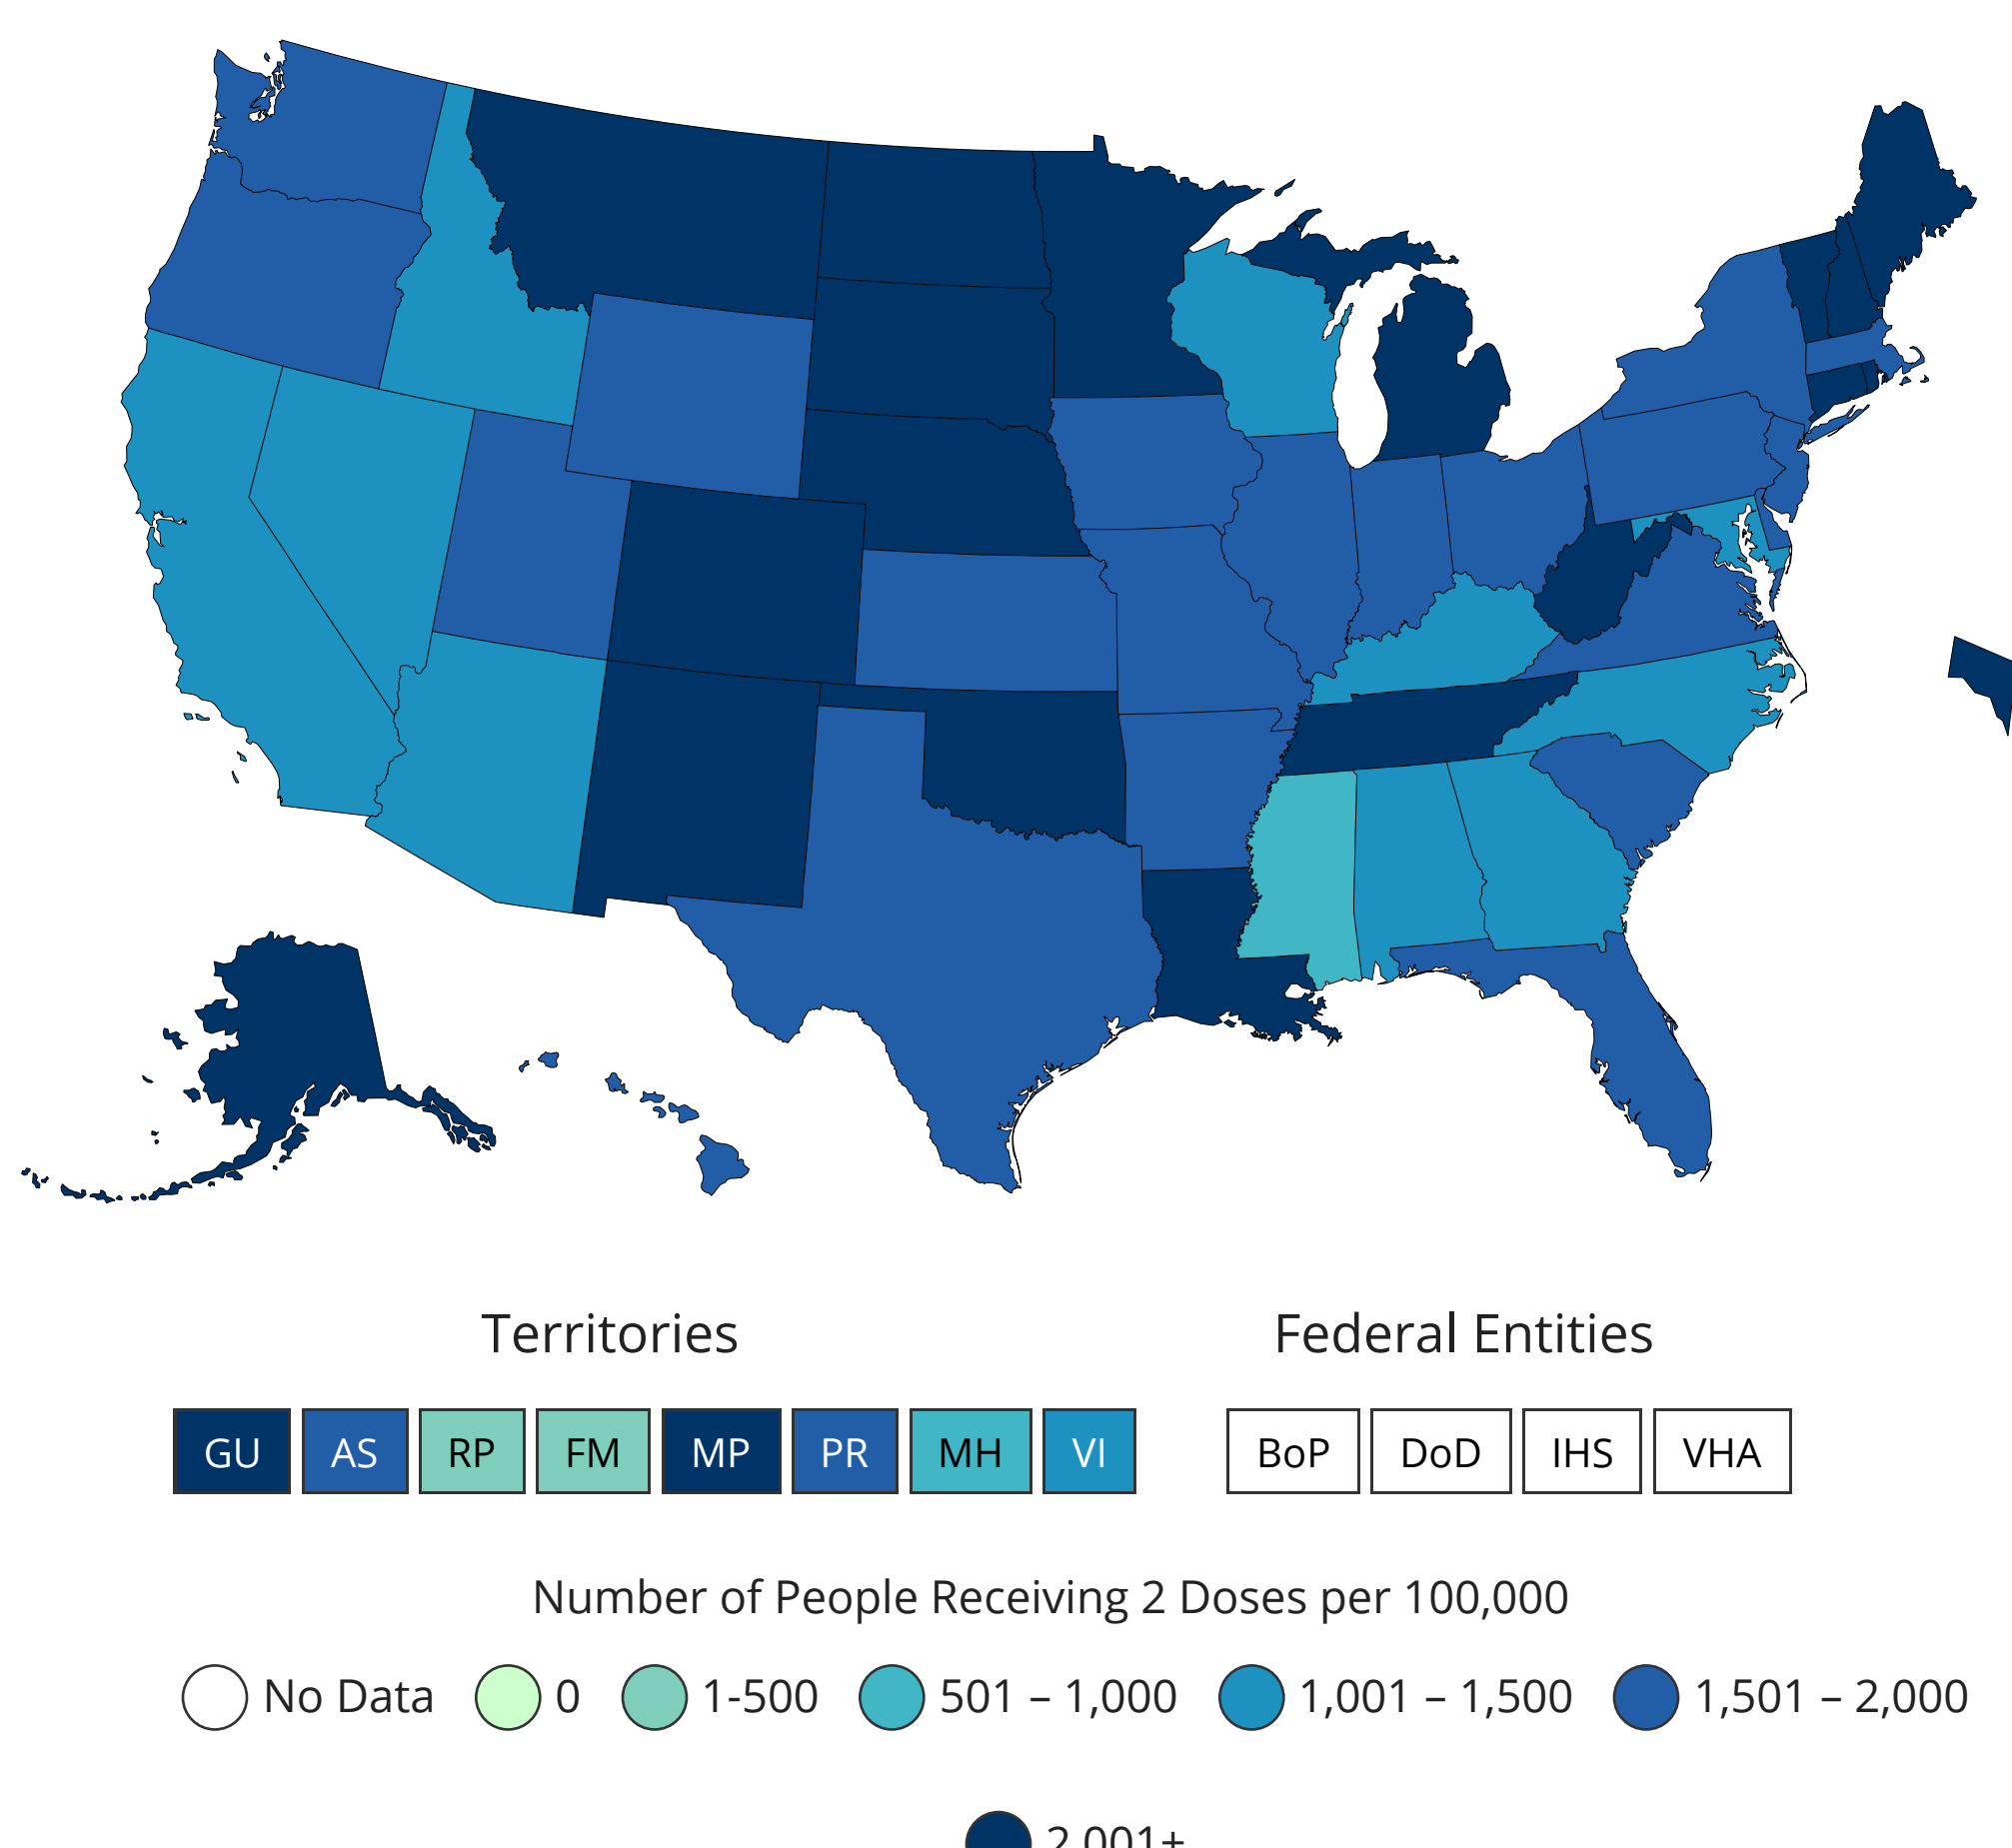 Territories
Federal Entities
GU AS RP FM MP PR MH VI
BoP DoD IHS VHA
Number of People Receiving 2 Doses per 100,000
No Data 0 1-500 501 – 1,000 1,001 – 1,500 1,501 – 2,000
2,001+